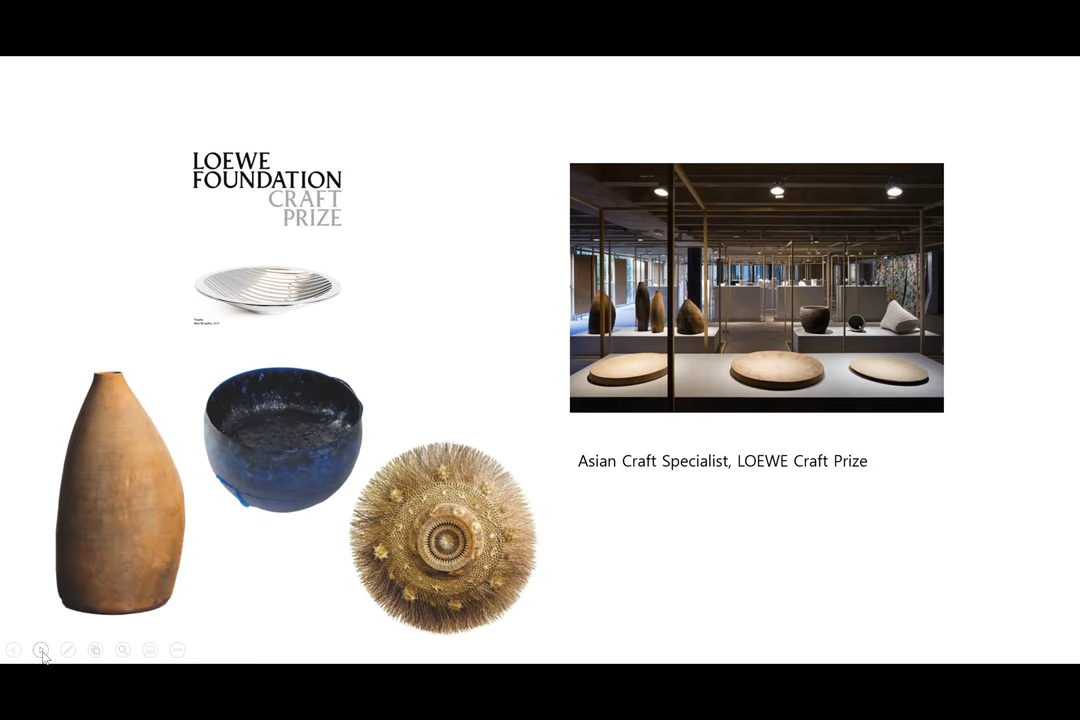 LOEWE
FOUNDATION
CRAFT
PRIZE
Asian Craft Specialist, LOEWE Craft Prize